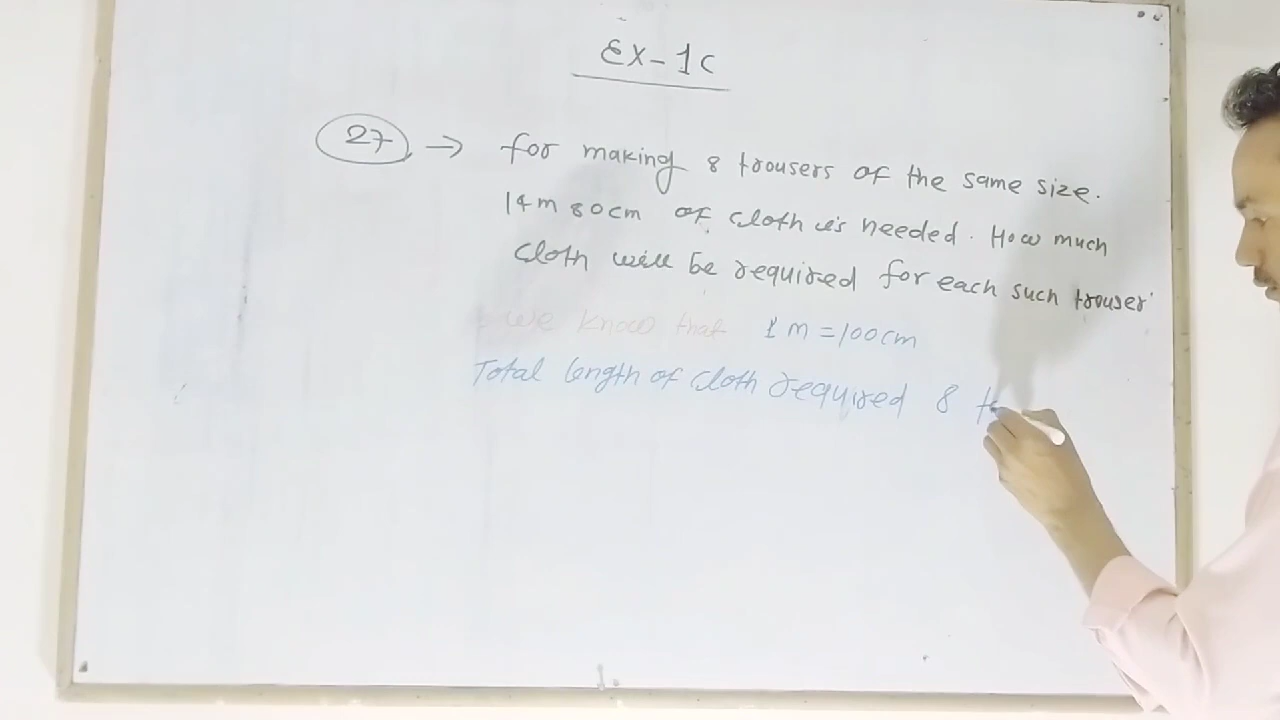 EX-1C
27 → for making 8 trousers of the same size.
14m 80cm of cloth is needed. How much
cloth will be required for each such trouser
we know that 1 m = 100cm
Total length of cloth required 8